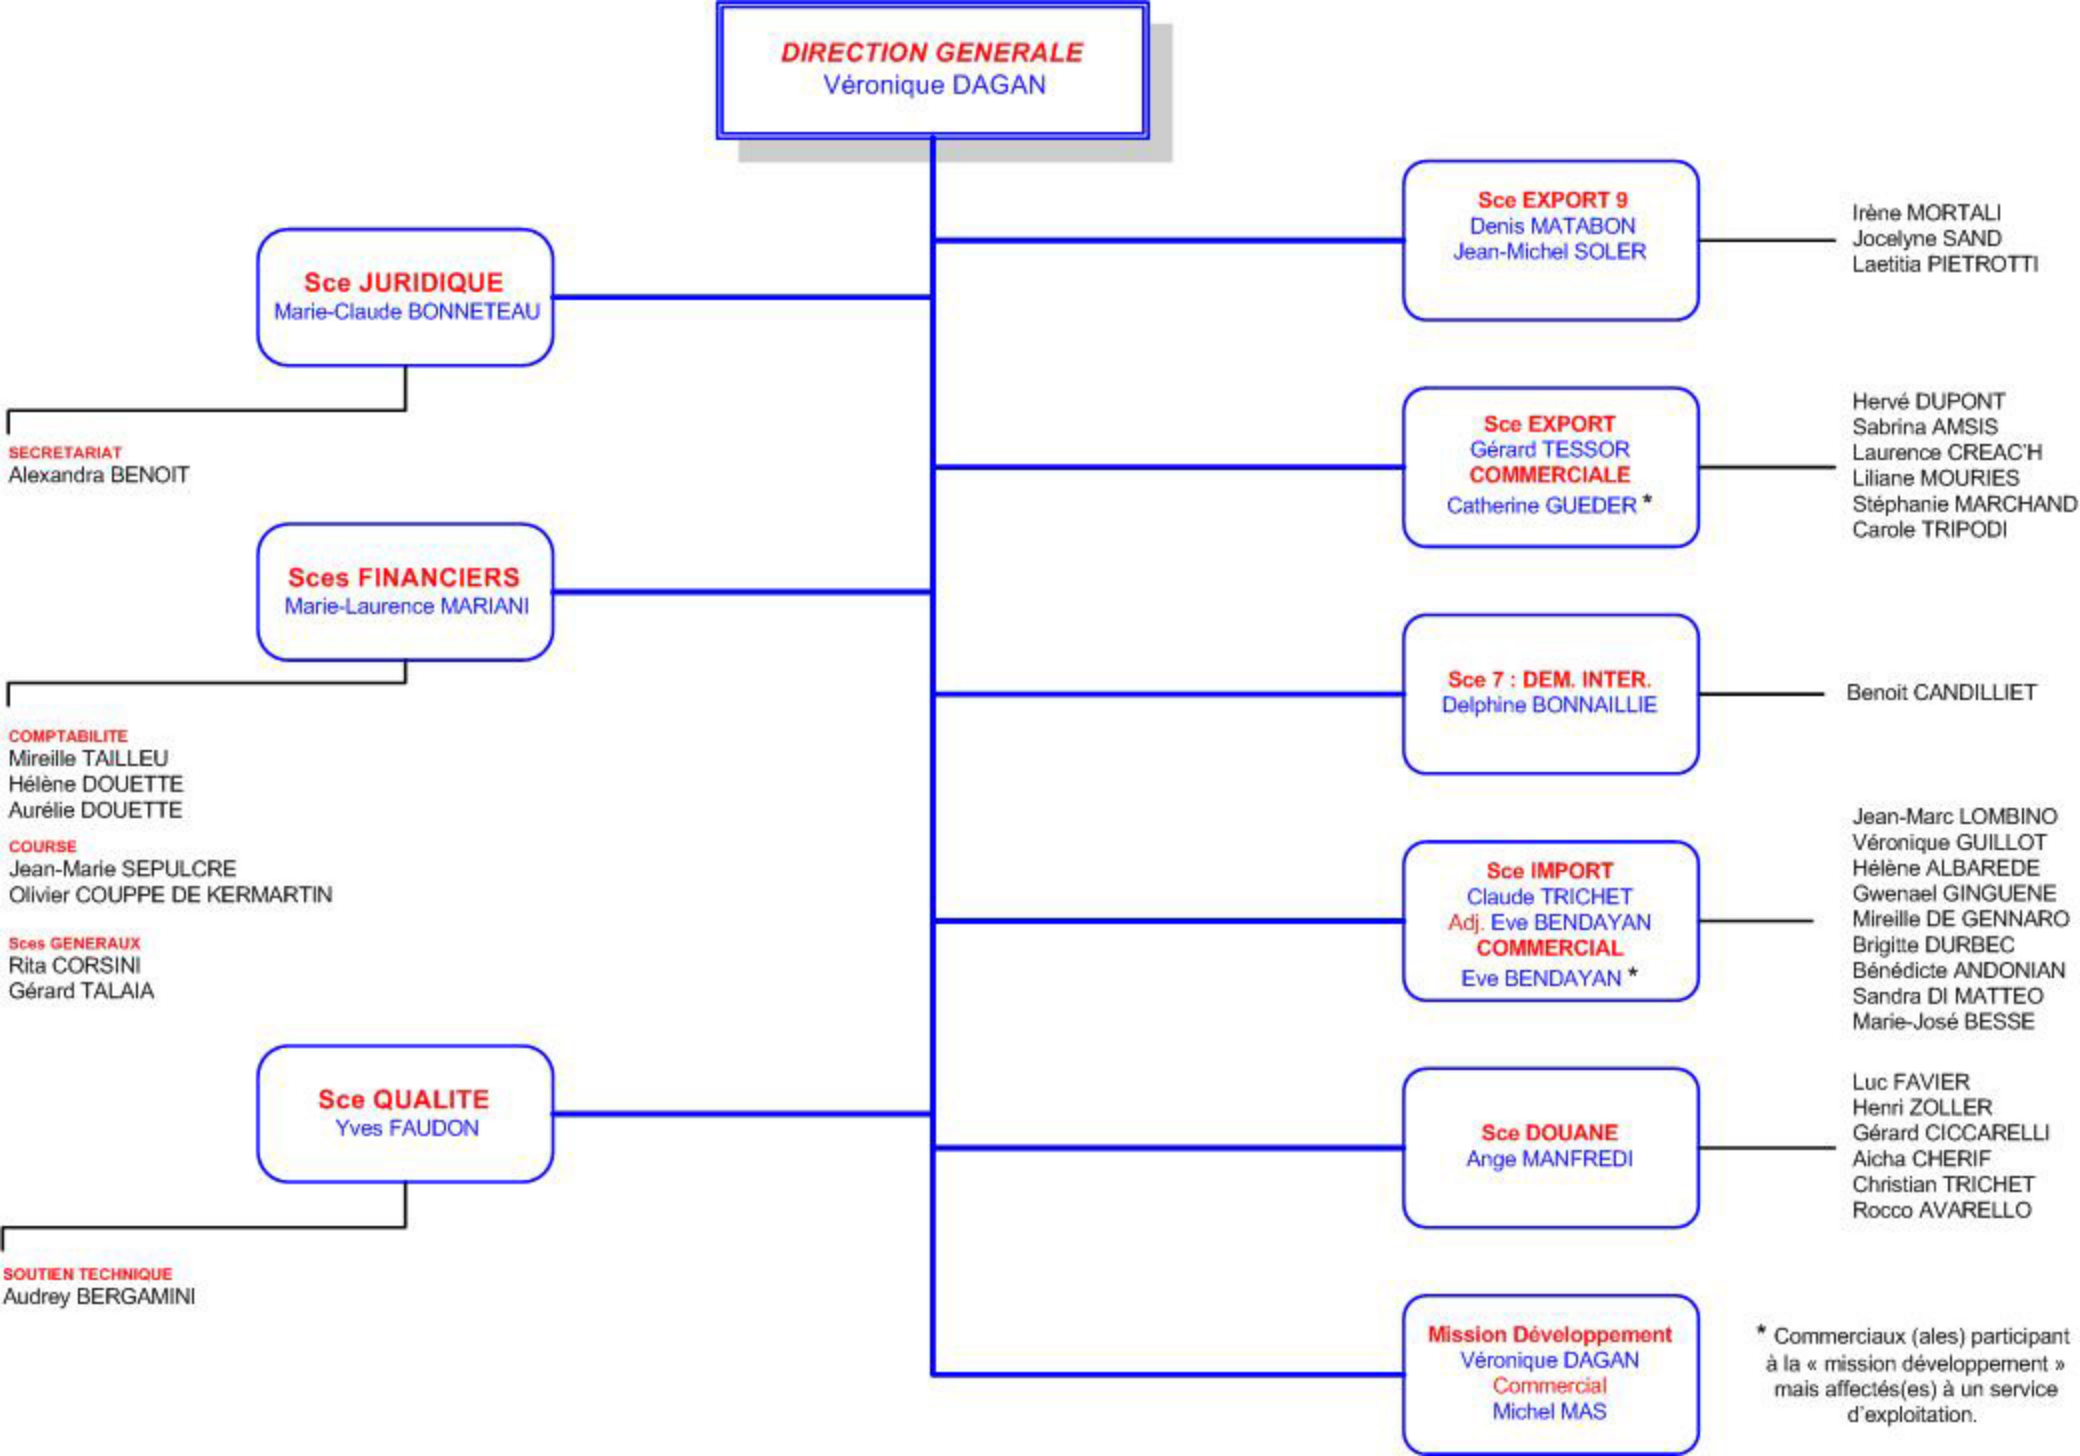 DIRECTION GENERALE
Véronique DAGAN
Sce JURIDIQUE
Marie-Claude BONNETEAU
SECRETARIAT
Alexandra BENOIT
Sces FINANCIERS
Marie-Laurence MARIANI
COMPTABILITE
Mireille TAILLEU
Hélène DOUETTE
Aurélie DOUETTE
COURSE
Jean-Marie SEPULCRE
Olivier COUPPE DE KERMARTIN
Sces GENERAUX
Rita CORSINI
Gérard TALAIA
Sce QUALITE
Yves FAUDON
SOUTIEN TECHNIQUE
Audrey BERGAMINI
Sce EXPORT 9
Denis MATABON
Jean-Michel SOLER
Irène MORTALI
Jocelyne SAND
Laetitia PIETROTTI
Sce EXPORT
Gérard TESSOR
COMMERCIALE
Catherine GUEDER *
Hervé DUPONT
Sabrina AMSIS
Laurence CREAC'H
Liliane MOURIES
Stéphanie MARCHAND
Carole TRIPODI
Sce 7 : DEM. INTER.
Delphine BONNAILLIE
Benoit CANDILLIET
Sce IMPORT
Claude TRICHET
Adj. Eve BENDAYAN
COMMERCIAL
Eve BENDAYAN *
Jean-Marc LOMBINO
Véronique GUILLOT
Hélène ALBAREDE
Gwenael GINGUENE
Mireille DE GENNARO
Brigitte DURBEC
Bénédicte ANDONIAN
Sandra DI MATTEO
Marie-José BESSE
Sce DOUANE
Ange MANFREDI
Luc FAVIER
Henri ZOLLER
Gérard CICCARELLI
Aicha CHERIF
Christian TRICHET
Rocco AVARELLO
Mission Développement
Véronique DAGAN
Commercial
Michel MAS
* Commerciaux (ales) participant
à la « mission développement »
mais affectés(es) à un service
d'exploitation.